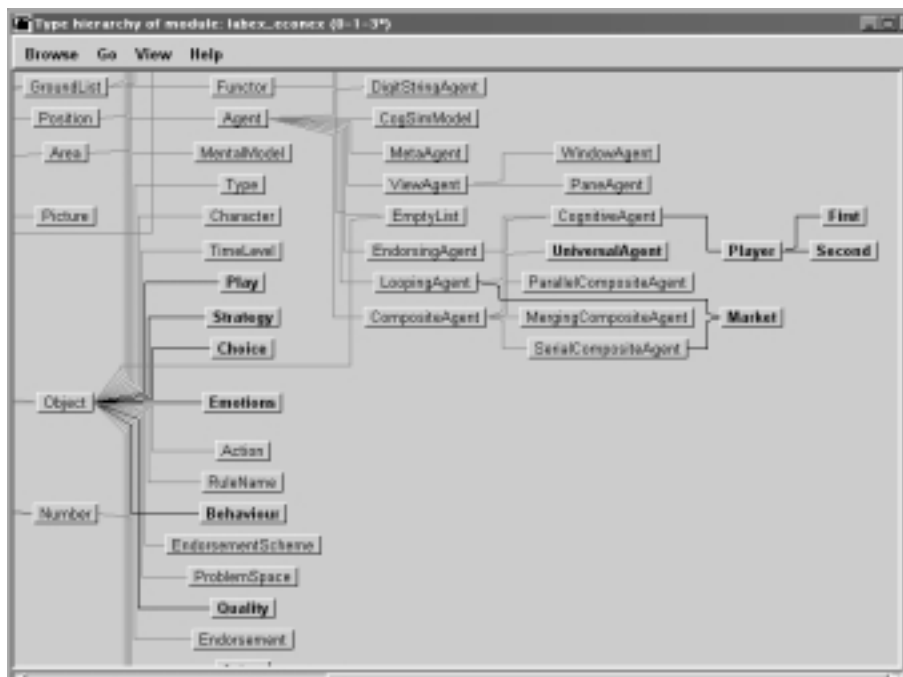 Type hierarchy of module: labex_econex (0-1-3*)
Browse Go View Help
GroundList Functor DigitStringAgent
Position Agent CogSimModel
Area MentalModel MetaAgent WindowAgent
Type ViewAgent PaneAgent
Picture Character EmptyList CognitiveAgent First
TimeLevel EndorsingAgent UniversalAgent Player Second
Play LoopingAgent ParallelCompositeAgent
Strategy CompositeAgent MergingCompositeAgent Market
Choice SerialCompositeAgent
Object Emotions
Action
RuleName
Number Behaviour
EndorsementScheme
ProblemSpace
Quality
Endorsement